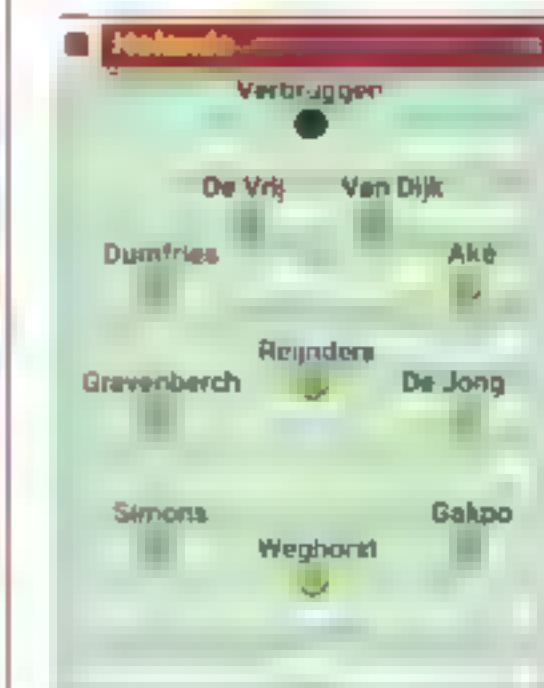 Verbruggen
De Vrij Van Dijk
Dumfries Aké
Reijnders
Gravenberch De Jong
Simons Gakpo
Weghorst